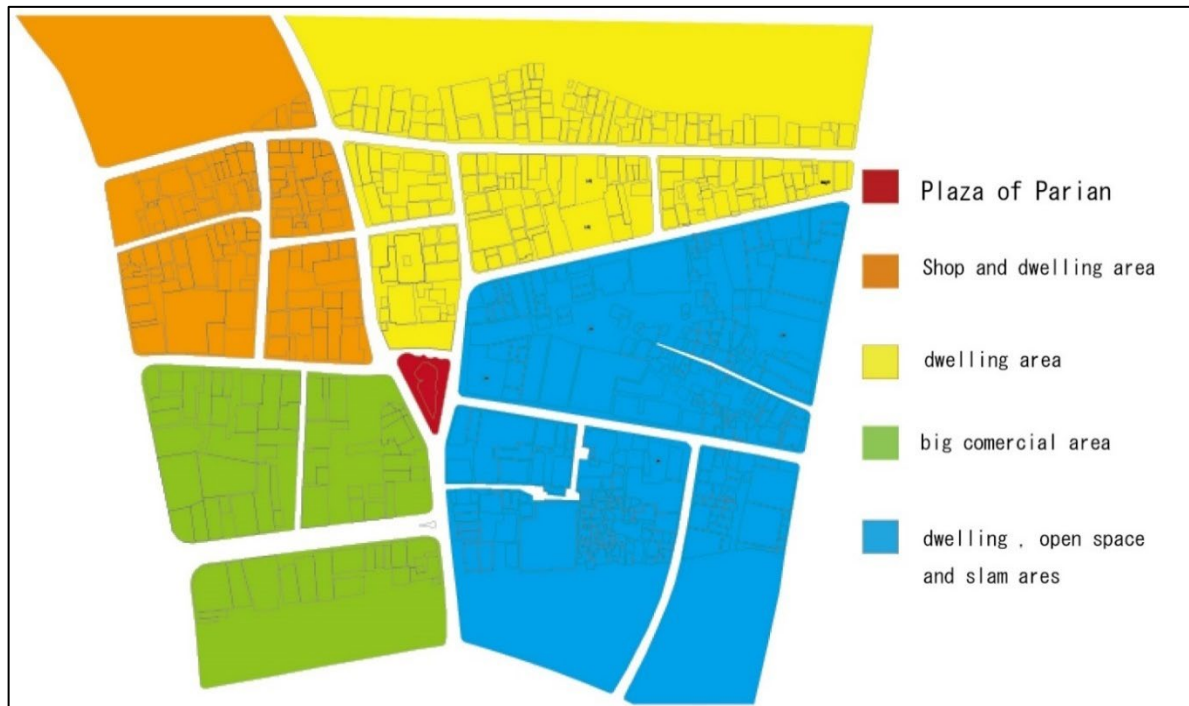 Plaza of Parian
Shop and dwelling area
dwelling area
big comercial area
dwelling , open space
and slam ares